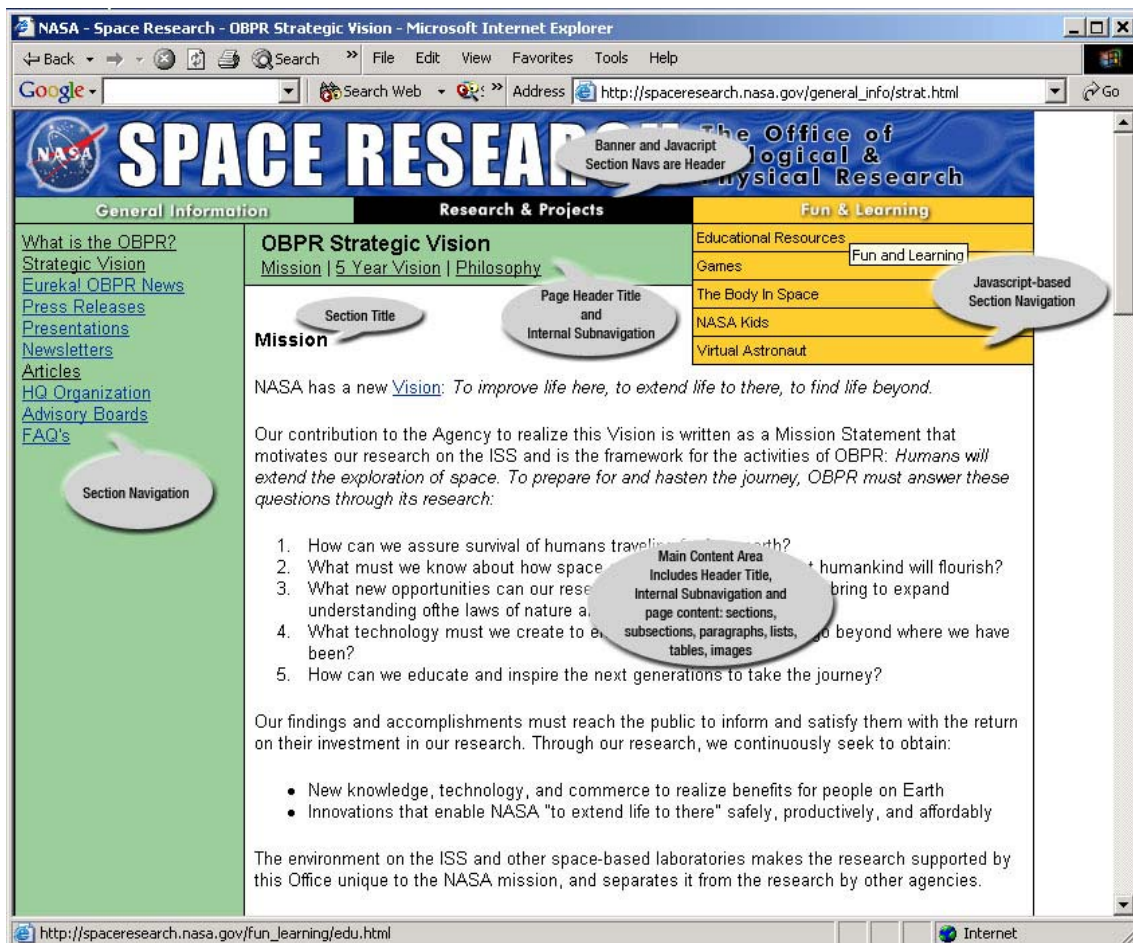 NASA - Space Research - OBPR Strategic Vision - Microsoft Internet Explorer
Back Search » File Edit View Favorites Tools Help
Google Search Web » Address http://spaceresearch.nasa.gov/general_info/strat.html Go
NASA
SPACE RESEAR
The Office of
logical &
Physical Research
Banner and Javacript
Section Navs are Header
General Information
Research & Projects
Fun & Learning
What is the OBPR?
Strategic Vision
Eureka! OBPR News
Press Releases
Presentations
Newsletters
Articles
HQ Organization
Advisory Boards
FAQ's
Section Navigation
OBPR Strategic Vision
Mission | 5 Year Vision | Philosophy
Page Header Title
and
Internal Subnavigation
Educational Resources
Games
The Body In Space
NASA Kids
Virtual Astronaut
Fun and Learning
Javascript-based
Section Navigation
Section Title
Mission
NASA has a new Vision: To improve life here, to extend life to there, to find life beyond.
Our contribution to the Agency to realize this Vision is written as a Mission Statement that
motivates our research on the ISS and is the framework for the activities of OBPR: Humans will
extend the exploration of space. To prepare for and hasten the journey, OBPR must answer these
questions through its research:
1. How can we assure survival of humans earth?
2. What must we know about how space humankind will flourish?
3. What new opportunities can our bring to expand
understanding ofthe laws of nature
4. What technology must we create to beyond where we have
been?
5. How can we educate and inspire the next generations to take the journey?
Main Content Area
Includes Header Title,
Internal Subnavigation and
page content: sections,
subsections, paragraphs, lists,
tables, images
Our findings and accomplishments must reach the public to inform and satisfy them with the return
on their investment in our research. Through our research, we continuously seek to obtain:
• New knowledge, technology, and commerce to realize benefits for people on Earth
• Innovations that enable NASA "to extend life to there" safely, productively, and affordably
The environment on the ISS and other space-based laboratories makes the research supported by
this Office unique to the NASA mission, and separates it from the research by other agencies.
http://spaceresearch.nasa.gov/fun_learning/edu.html Internet